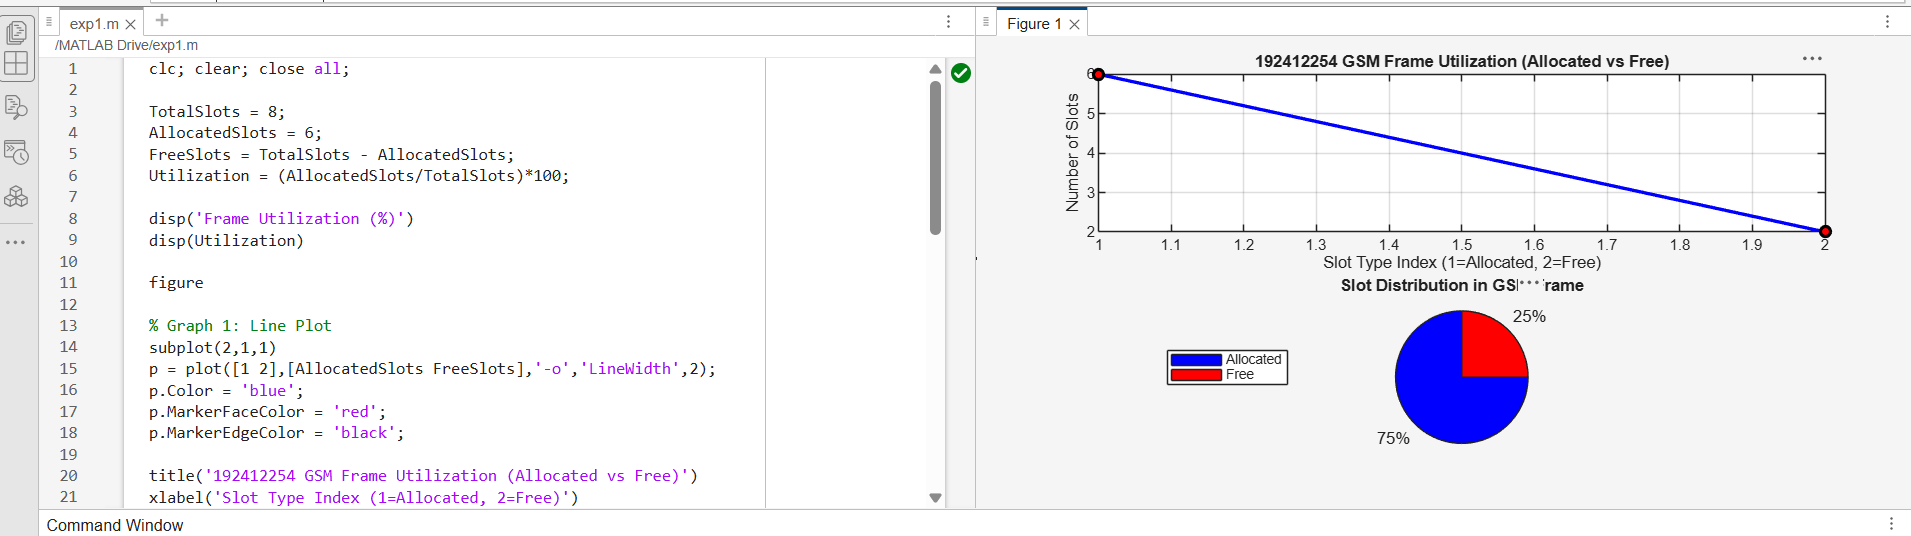 exp1.m
/MATLAB Drive/exp1.m
1 clc; clear; close all;
2
3 TotalSlots = 8;
4 AllocatedSlots = 6;
5 FreeSlots = TotalSlots - AllocatedSlots;
6 Utilization = (AllocatedSlots/TotalSlots)*100;
7
8 disp('Frame Utilization (%)')
9 disp(Utilization)
10
11 figure
12
13 % Graph 1: Line Plot
14 subplot(2,1,1)
15 p = plot([1 2],[AllocatedSlots FreeSlots],'-o','LineWidth',2);
16 p.Color = 'blue';
17 p.MarkerFaceColor = 'red';
18 p.MarkerEdgeColor = 'black';
19
20 title('192412254 GSM Frame Utilization (Allocated vs Free)')
21 xlabel('Slot Type Index (1=Allocated, 2=Free)')
Command Window
Figure 1
192412254 GSM Frame Utilization (Allocated vs Free)
Number of Slots
6
5
4
3
2
1 1.1 1.2 1.3 1.4 1.5 1.6 1.7 1.8 1.9 2
Slot Type Index (1=Allocated, 2=Free)
Slot Distribution in
25%
Allocated
Free
75%